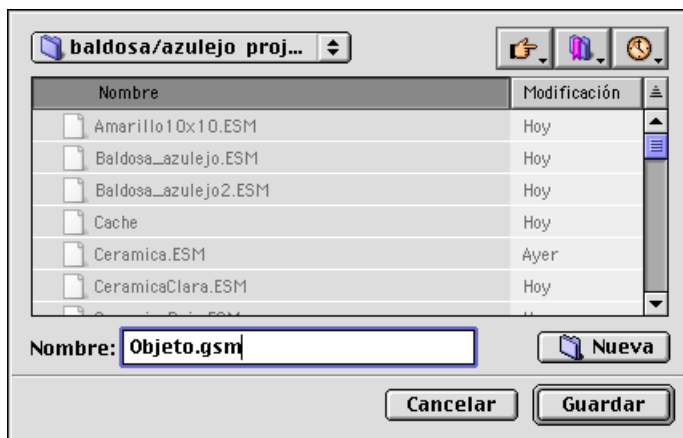 baldosa/azulejo proj...
Nombre Modificación
Amarillo10x10.ESM Hoy
Baldosa_azulejo.ESM Hoy
Baldosa_azulejo2.ESM Hoy
Cache Hoy
Ceramica.ESM Ayer
CeramicaClara.ESM Hoy
Nombre: Objeto.gsm Nueva
Cancelar Guardar